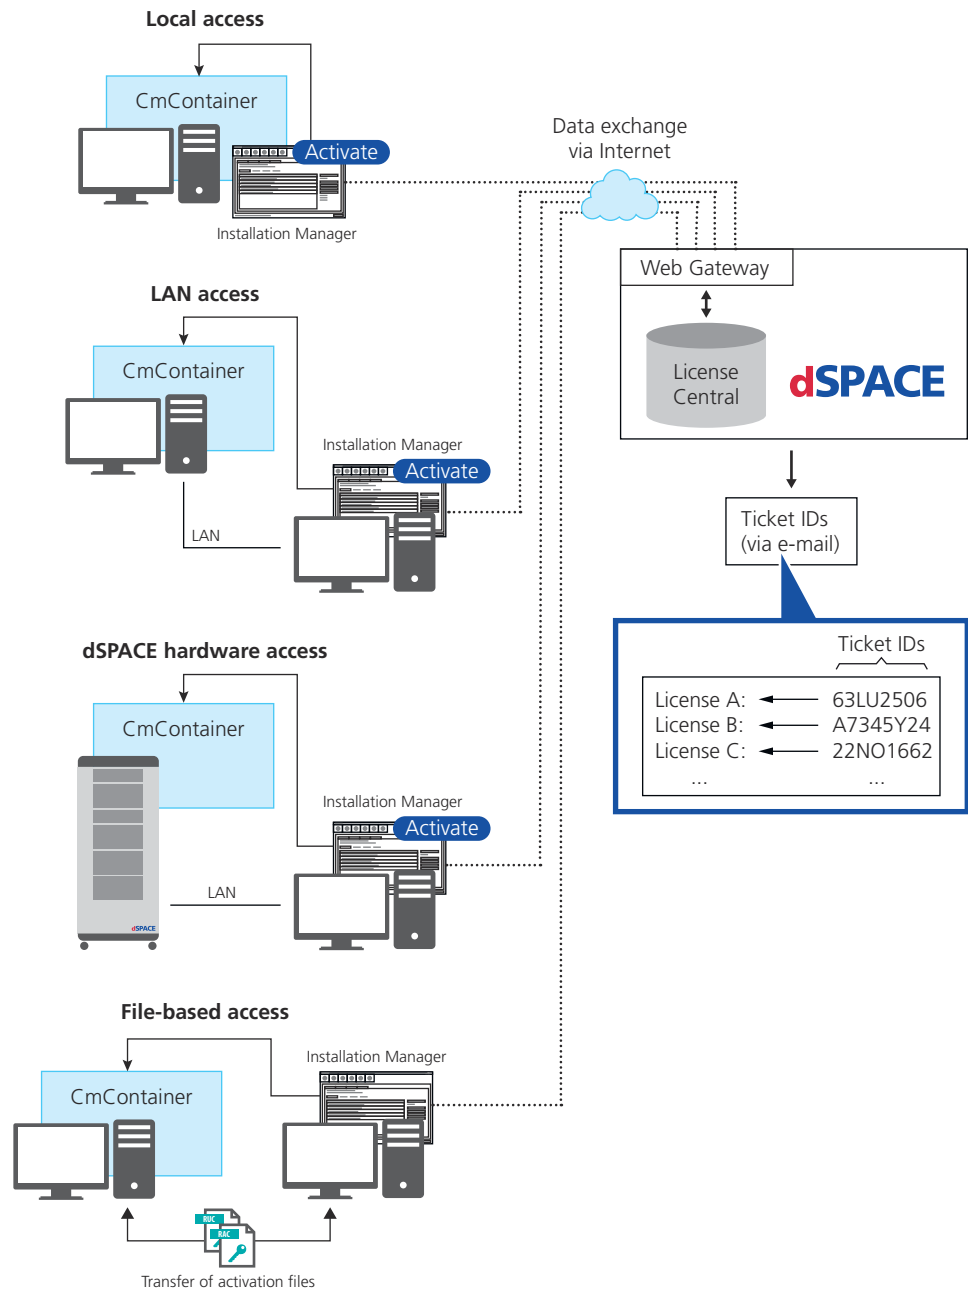 Local access
CmContainer
Activate
Installation Manager
Data exchange
via Internet
Web Gateway
License
Central
dSPACE
Ticket IDs
(via e-mail)
Ticket IDs
License A: 63LU2506
License B: A7345Y24
License C: 22NO1662
... ...
LAN access
CmContainer
Installation Manager
Activate
LAN
dSPACE hardware access
CmContainer
Installation Manager
Activate
LAN
dSPACE
File-based access
Installation Manager
CmContainer
RUC
RAC
Transfer of activation files